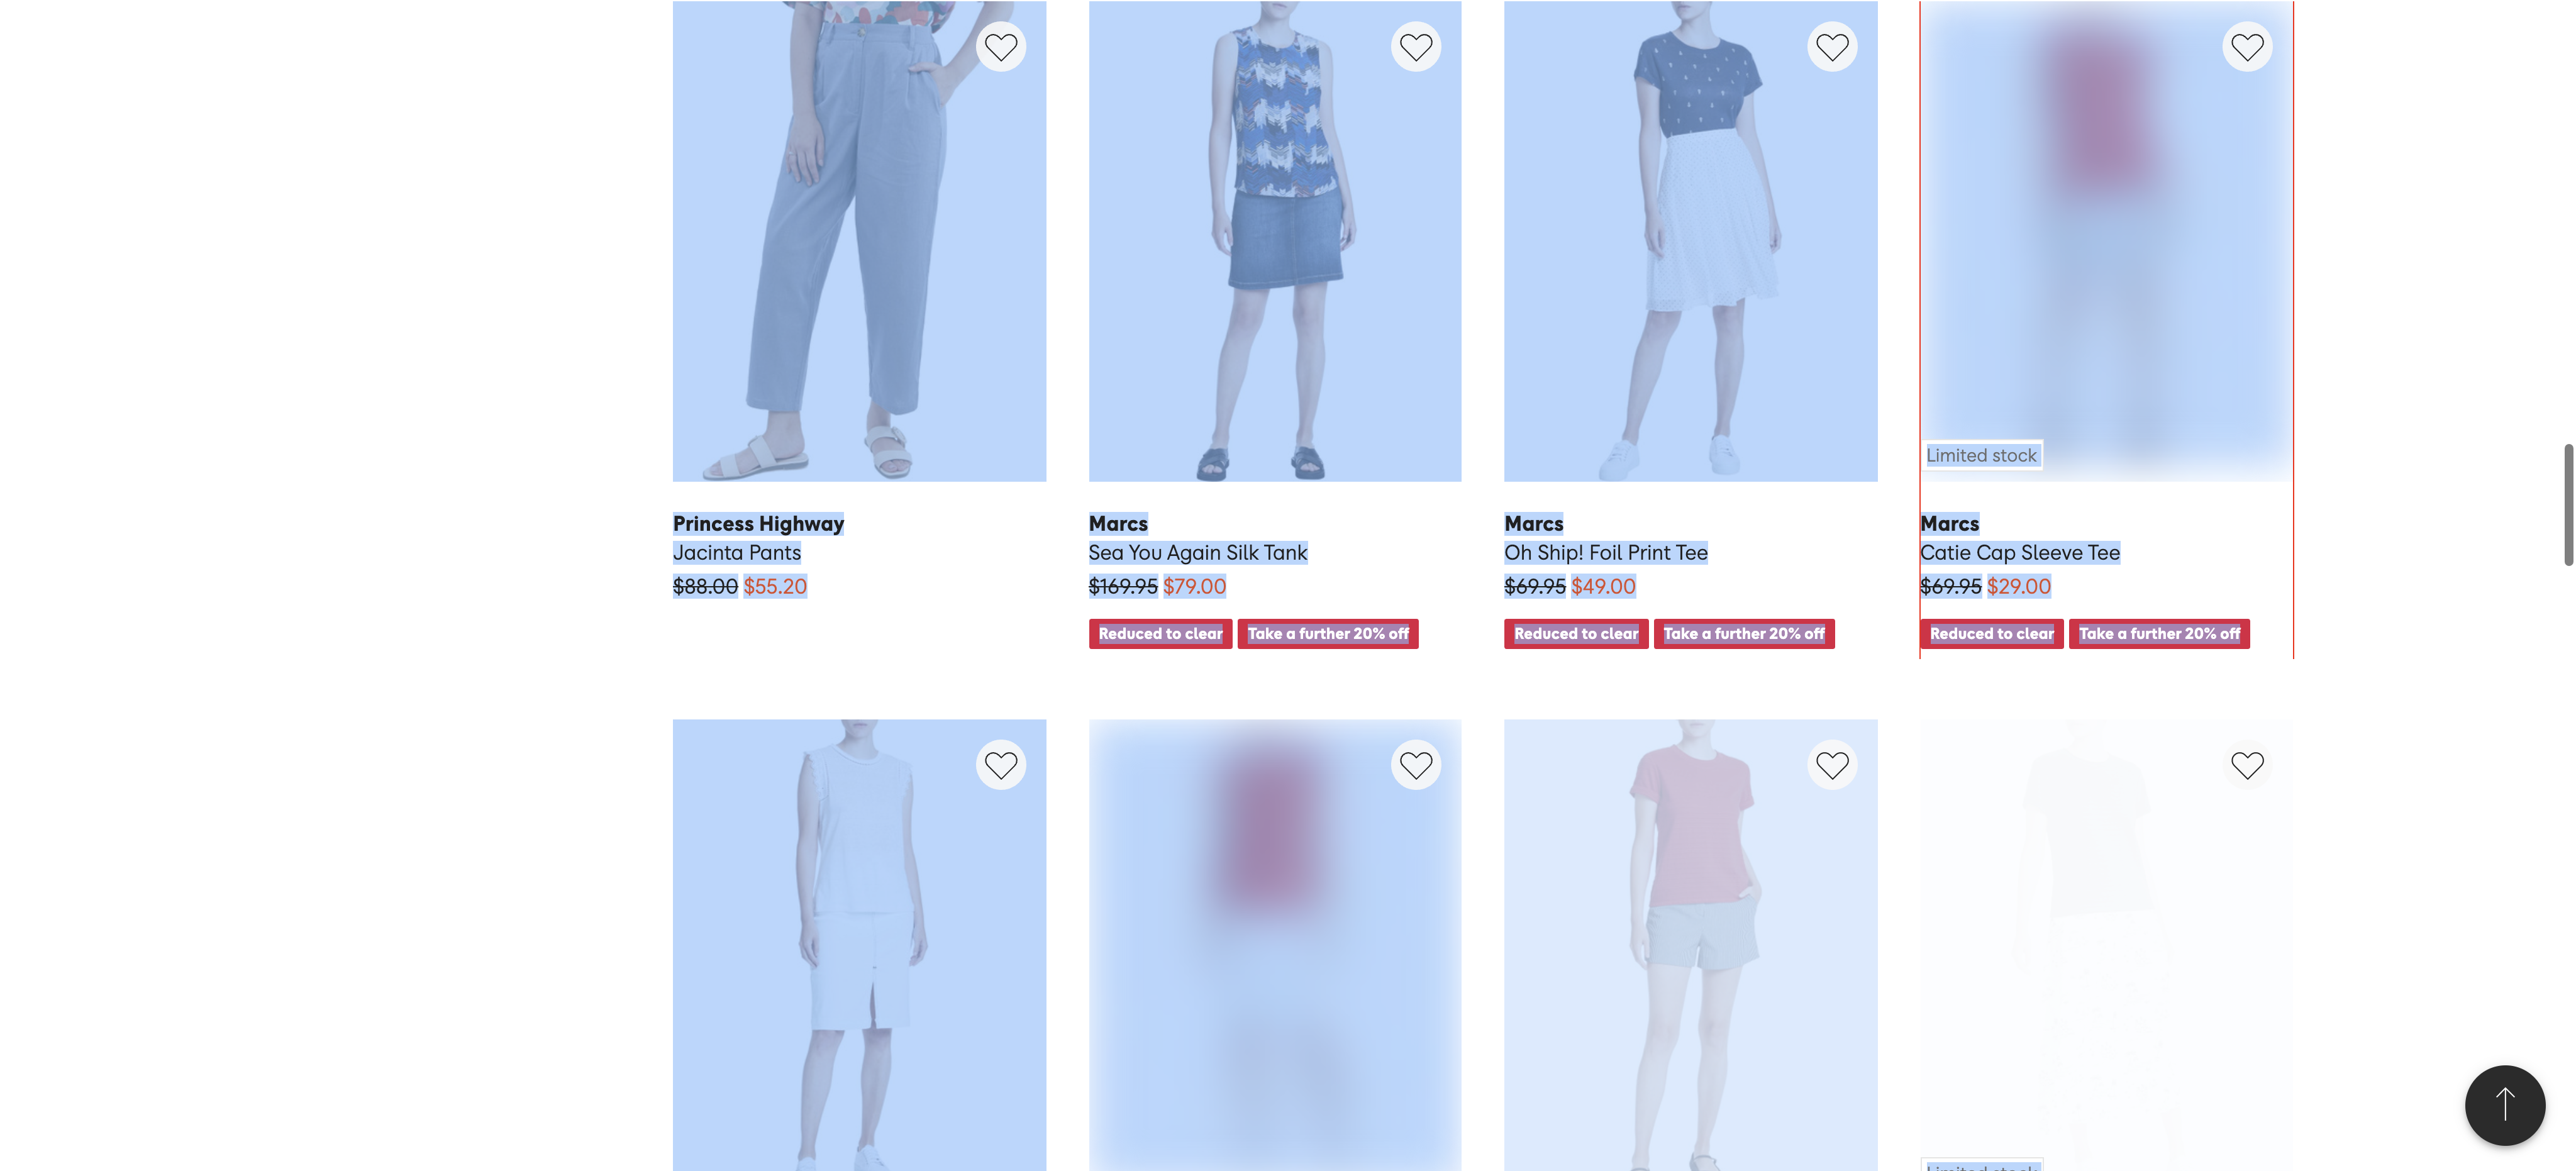 Limited stock
Princess Highway
Jacinta Pants
$88.00 $55.20
Marcs
Sea You Again Silk Tank
$169.95 $79.00
Reduced to clear Take a further 20% off
Marcs
Oh Ship! Foil Print Tee
$69.95 $49.00
Reduced to clear Take a further 20% off
Marcs
Catie Cap Sleeve Tee
$69.95 $29.00
Reduced to clear Take a further 20% off
Limited stock